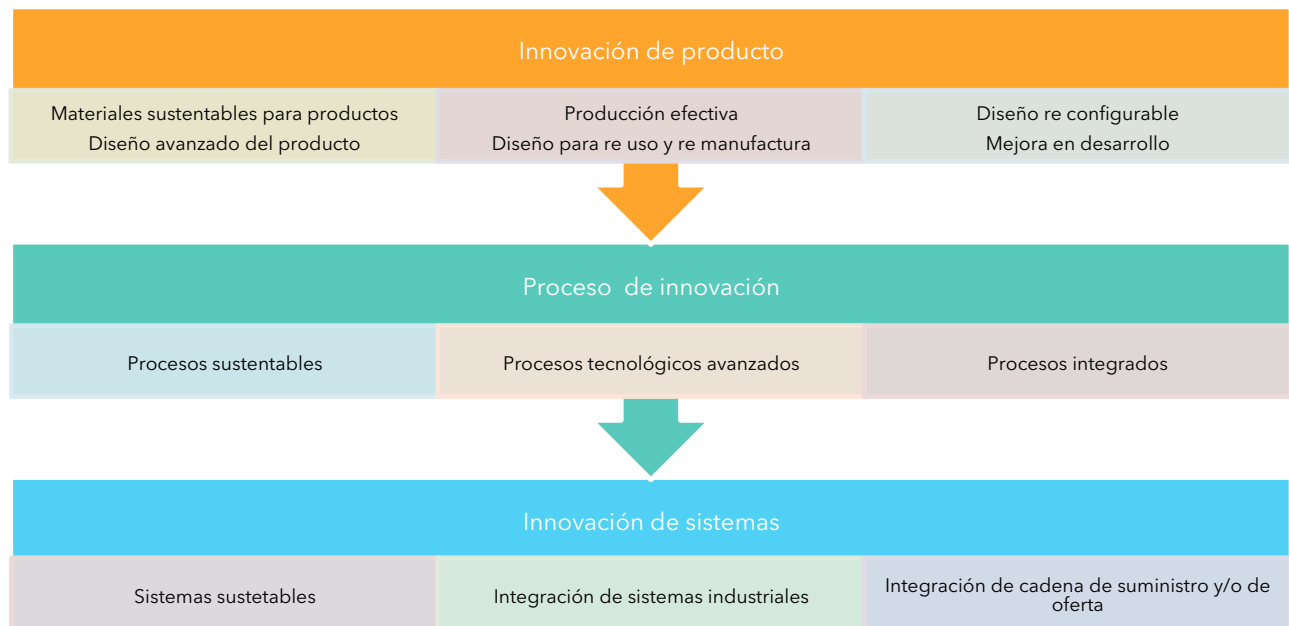 Innovación de producto
Materiales sustentables para productos
Diseño avanzado del producto
Producción efectiva
Diseño para re uso y re manufactura
Diseño re configurable
Mejora en desarrollo
Proceso  de innovación
Procesos sustentables
Procesos tecnológicos avanzados
Procesos integrados
Innovación de sistemas
Sistemas sustetables
Integración de sistemas industriales
Integración de cadena de suministro y/o de
oferta